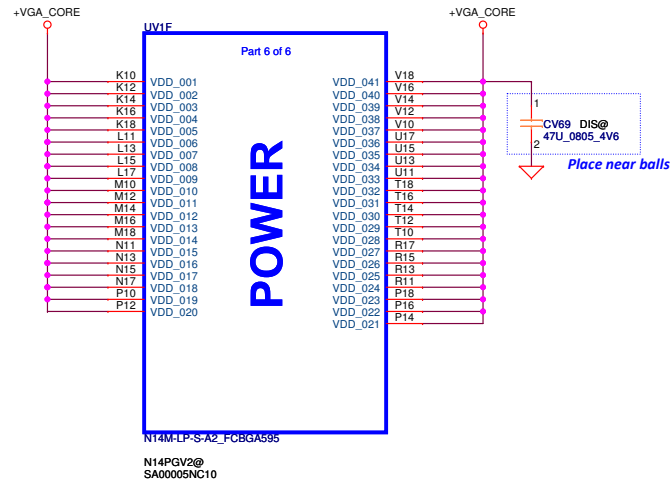 +VGA_CORE
+VGA_CORE
UV1F
Part 6 of 6
K10 VDD_001 VDD_041 V18
K12 VDD_002 VDD_040 V16
K14 VDD_003 VDD_039 V14
K16 VDD_004 VDD_038 V12
K18 VDD_005 VDD_037 V10
L11 VDD_006 VDD_036 U17
L13 VDD_007 VDD_035 U15
L15 VDD_008 VDD_034 U13
L17 VDD_009 VDD_033 U11
M10 VDD_010 VDD_032 T18
M12 VDD_011 VDD_031 T16
M14 VDD_012 VDD_030 T14
M16 VDD_013 VDD_029 T12
M18 VDD_014 VDD_028 T10
N11 VDD_015 VDD_027 R17
N13 VDD_016 VDD_026 R15
N15 VDD_017 VDD_025 R13
N17 VDD_018 VDD_024 R11
P10 VDD_019 VDD_023 P18
P12 VDD_020 VDD_022 P16
VDD_021 P14
POWER
1
CV69 DIS@
47U_0805_4V6
2
Place near balls
N14M-LP-S-A2_FCBGA595
N14PGV2@
SA00005NC10